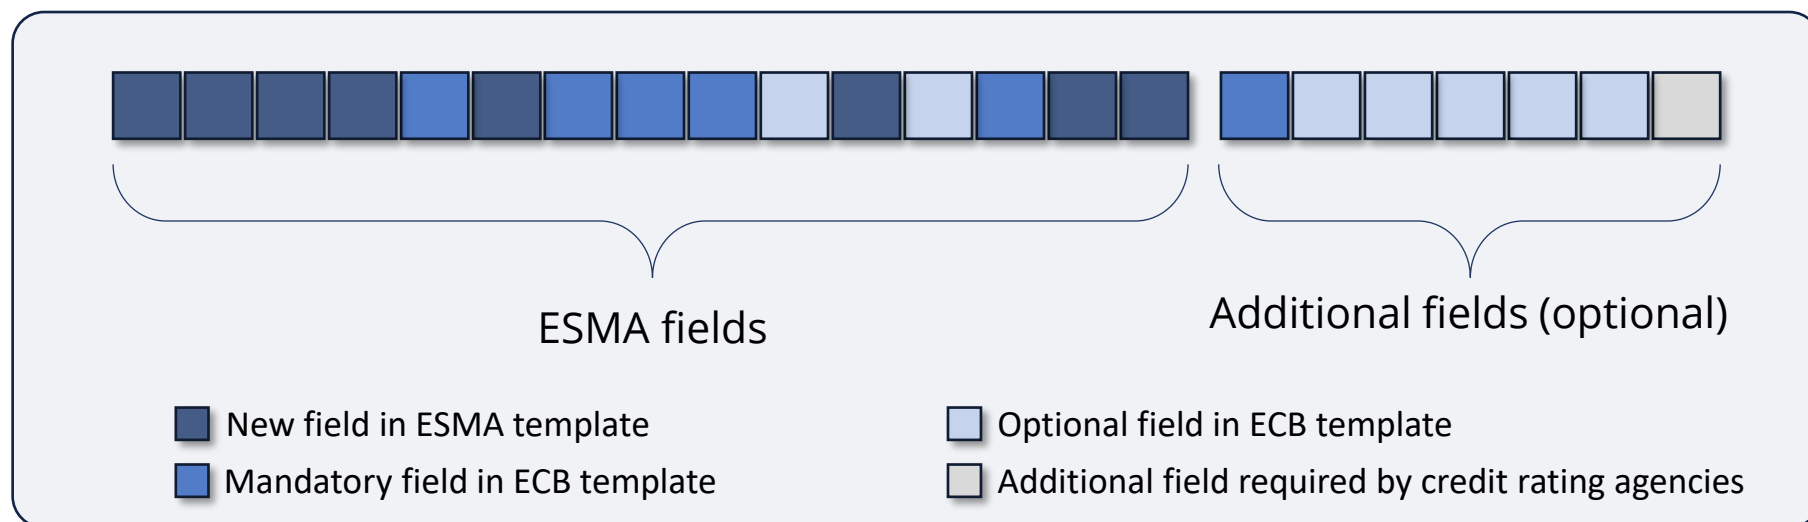 ESMA fields
Additional fields (optional)
New field in ESMA template
Optional field in ECB template
Mandatory field in ECB template
Additional field required by credit rating agencies